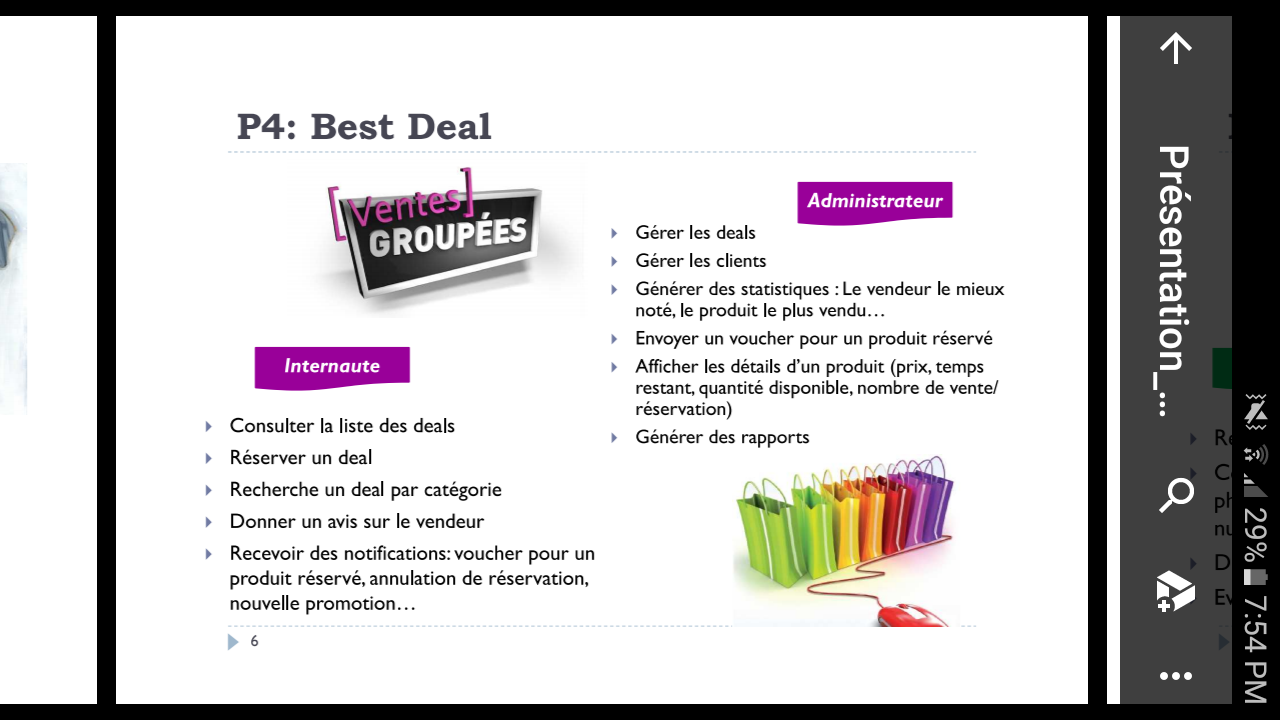 P4: Best Deal
[Ventes]
GROUPÉES
Internaute
Consulter la liste des deals
Réserver un deal
Recherche un deal par catégorie
Donner un avis sur le vendeur
Recevoir des notifications: voucher pour un
produit réservé, annulation de réservation,
nouvelle promotion…
Administrateur
Gérer les deals
Gérer les clients
Générer des statistiques : Le vendeur le mieux
noté, le produit le plus vendu…
Envoyer un voucher pour un produit réservé
Afficher les détails d'un produit (prix, temps
restant, quantité disponible, nombre de vente/
réservation)
Générer des rapports
6
Présentation_...
29% 7:54 PM